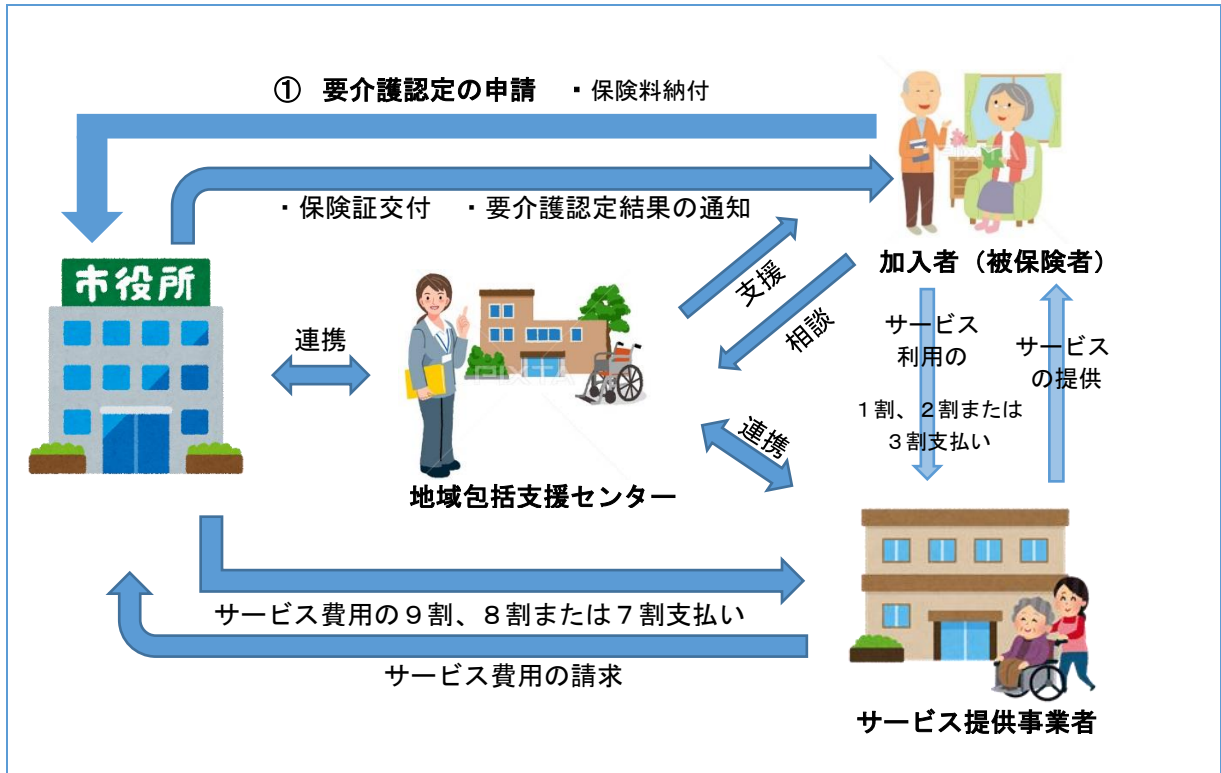 ① 要介護認定の申請 ・保険料納付
・保険証交付 ・要介護認定結果の通知
加入者（被保険者）
市役所
連携
支援
相談
サービス
利用の
１割、２割または
３割支払い
サービス
の提供
連携
地域包括支援センター
PIXTA
サービス費用の９割、８割または７割支払い
サービス費用の請求
サービス提供事業者